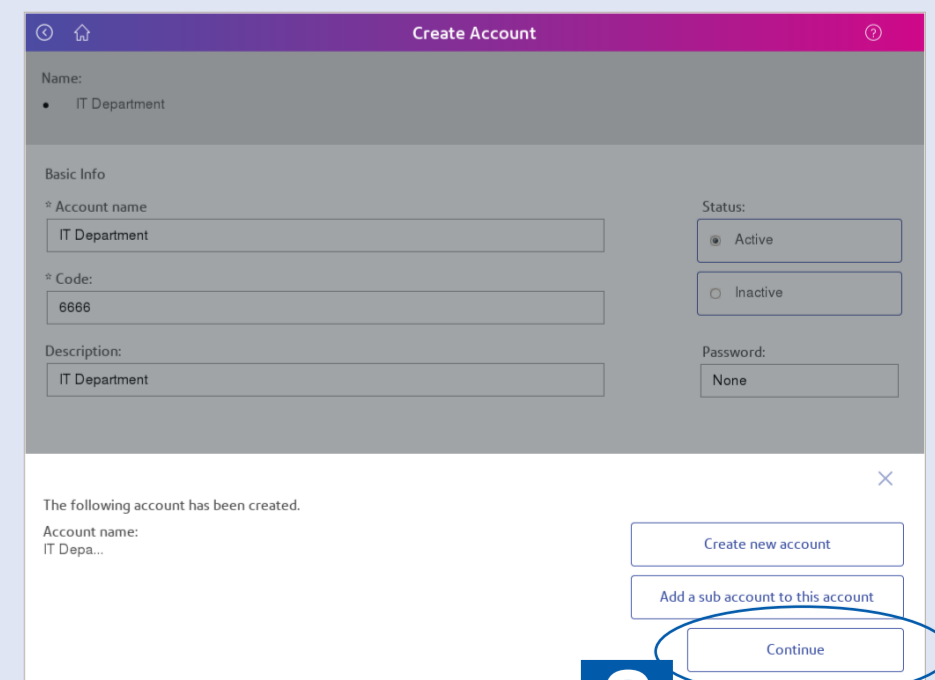 Create Account
Name:
• IT Department
Basic Info
* Account name
IT Department
Status:
Active
* Code:
6666
Inactive
Description:
IT Department
Password:
None
The following account has been created.
Account name:
IT Depa...
Create new account
Add a sub account to this account
Continue